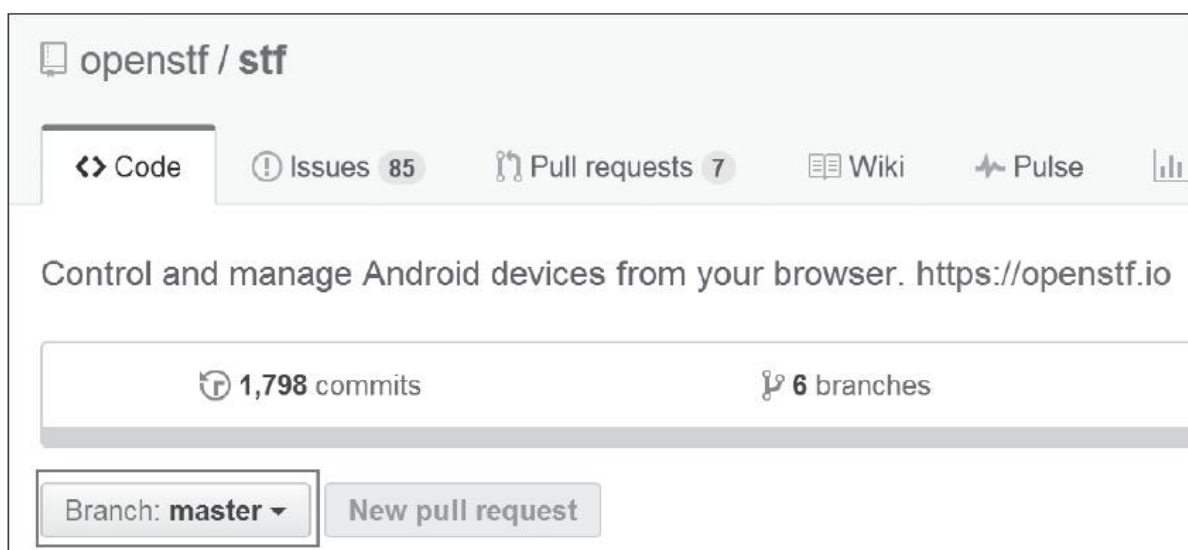 openstf / stf
Code Issues 85 Pull requests 7 Wiki Pulse
Control and manage Android devices from your browser. https://openstf.io
1,798 commits 6 branches
Branch: master New pull request